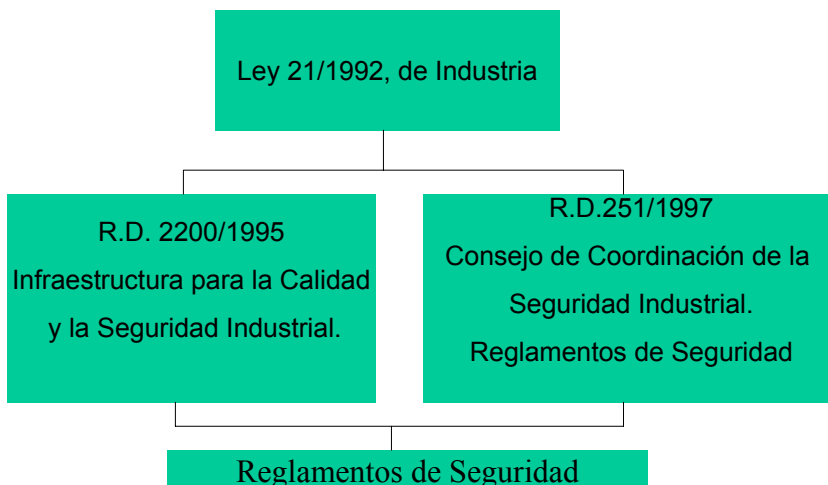 Ley 21/1992, de Industria
R.D. 2200/1995
Infraestructura para la Calidad
y la Seguridad Industrial.
R.D.251/1997
Consejo de Coordinación de la
Seguridad Industrial.
Reglamentos de Seguridad
Reglamentos de Seguridad